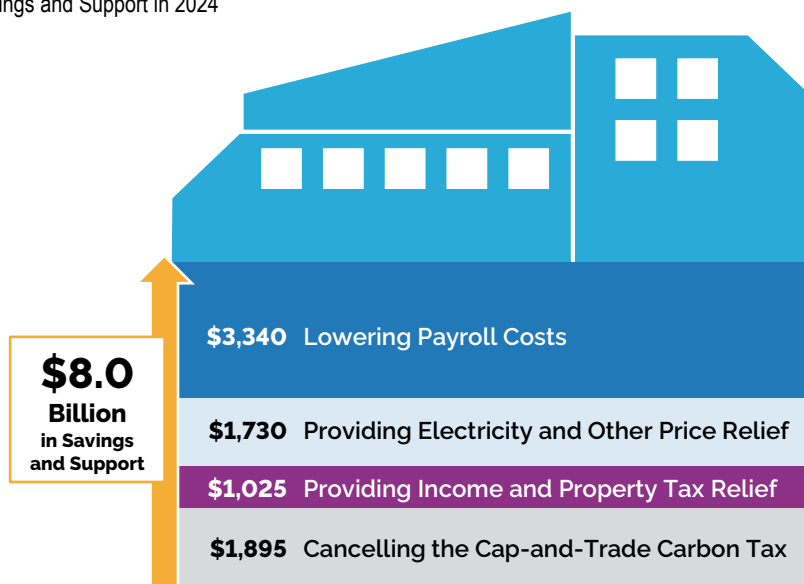 ings and Support in 2024
$3,340 Lowering Payroll Costs
$8.0
Billion
in Savings
and Support
$1,730 Providing Electricity and Other Price Relief
$1,025 Providing Income and Property Tax Relief
$1,895 Cancelling the Cap-and-Trade Carbon Tax